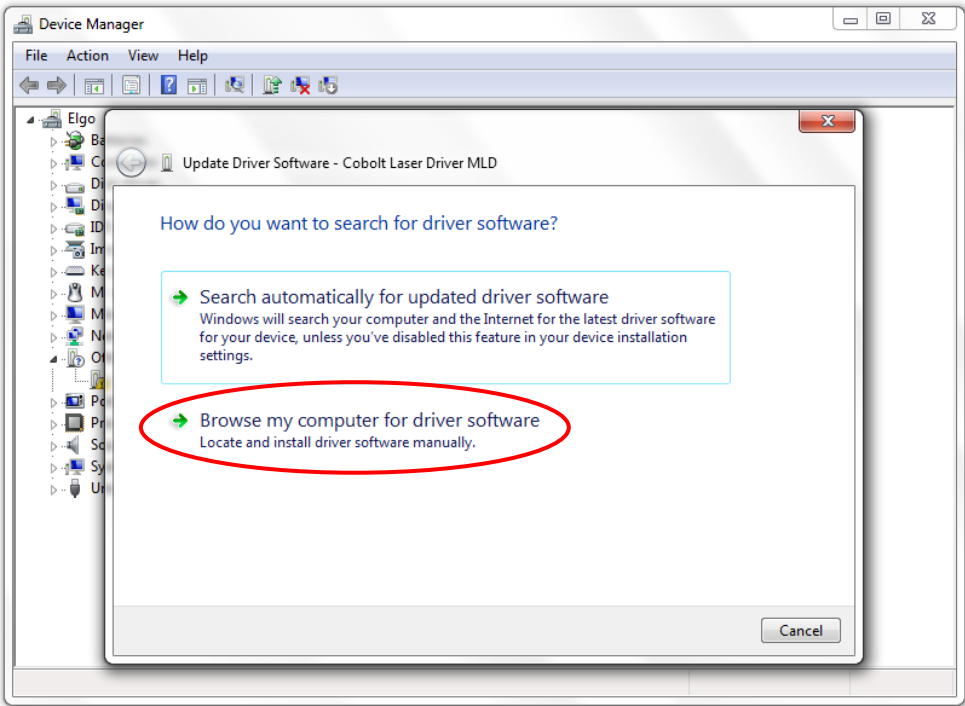 Device Manager
File Action View Help
Elgo
Update Driver Software - Cobolt Laser Driver MLD
How do you want to search for driver software?
Search automatically for updated driver software
Windows will search your computer and the Internet for the latest driver software
for your device, unless you've disabled this feature in your device installation
settings.
Browse my computer for driver software
Locate and install driver software manually.
Cancel